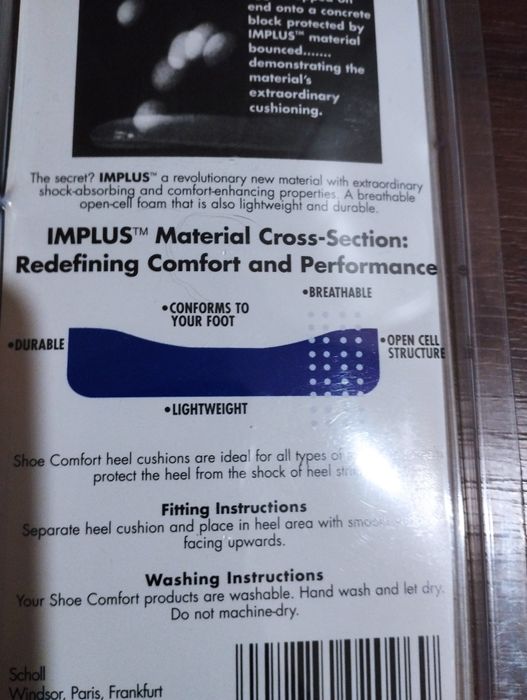 end onto a concrete
block protected by
IMPLUS™ material
bounced.......
demonstrating the
material's
extraordinary
cushioning.
The secret? IMPLUS™ a revolutionary new material with extraordinary
shock-absorbing and comfort-enhancing properties. A breathable
open-cell foam that is also lightweight and durable.
IMPLUS™ Material Cross-Section:
Redefining Comfort and Performance
•BREATHABLE
•CONFORMS TO
YOUR FOOT
•DURABLE
•OPEN CELL
STRUCTURE
•LIGHTWEIGHT
Shoe Comfort heel cushions are ideal for all types of
protect the heel from the shock of heel
Fitting Instructions
Separate heel cushion and place in heel area with
facing upwards.
Washing Instructions
Your Shoe Comfort products are washable. Hand wash and let dry.
Do not machine-dry.
Scholl
Windsor, Paris, Frankfurt